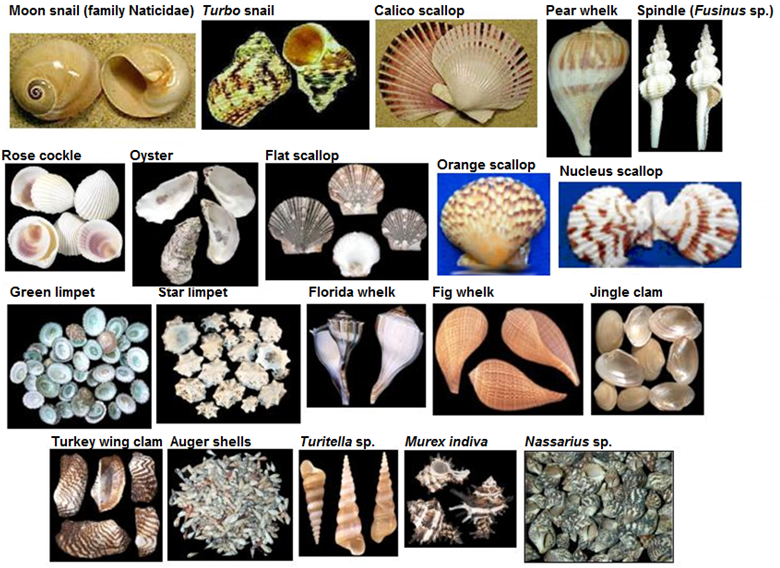 Moon snail (family Naticidae)
Turbo snail
Calico scallop
Pear whelk
Spindle (Fusinus sp.)
Rose cockle
Oyster
Flat scallop
Orange scallop
Nucleus scallop
Green limpet
Star limpet
Florida whelk
Fig whelk
Jingle clam
Turkey wing clam
Auger shells
Turitella sp.
Murex indiva
Nassarius sp.